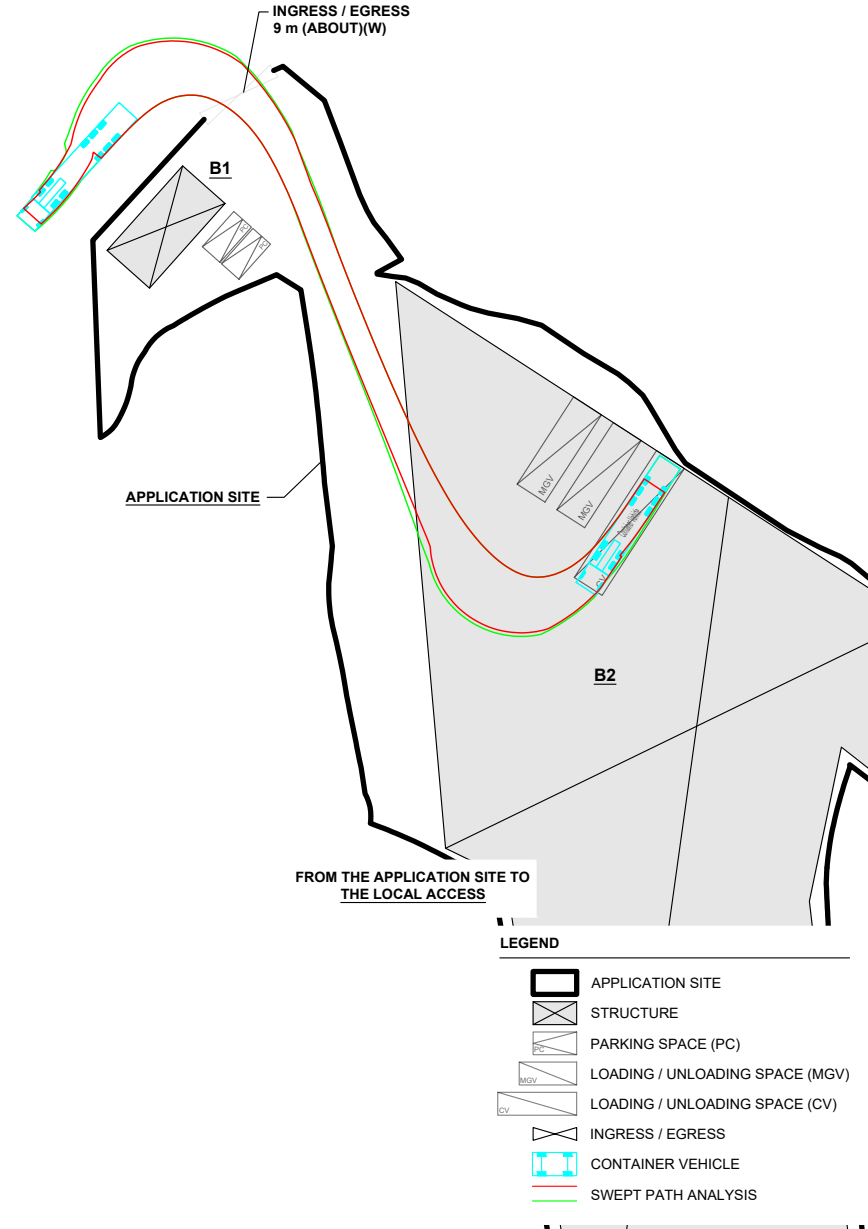 INGRESS / EGRESS
9 m (ABOUT)(W)
B1
PC
PC
APPLICATION SITE
MGV
MGV
CV
B2
FROM THE APPLICATION SITE TO
THE LOCAL ACCESS
LEGEND
APPLICATION SITE
STRUCTURE
PC
PARKING SPACE (PC)
MGV
LOADING / UNLOADING SPACE (MGV)
CV
LOADING / UNLOADING SPACE (CV)
INGRESS / EGRESS
CONTAINER VEHICLE
SWEPT PATH ANALYSIS